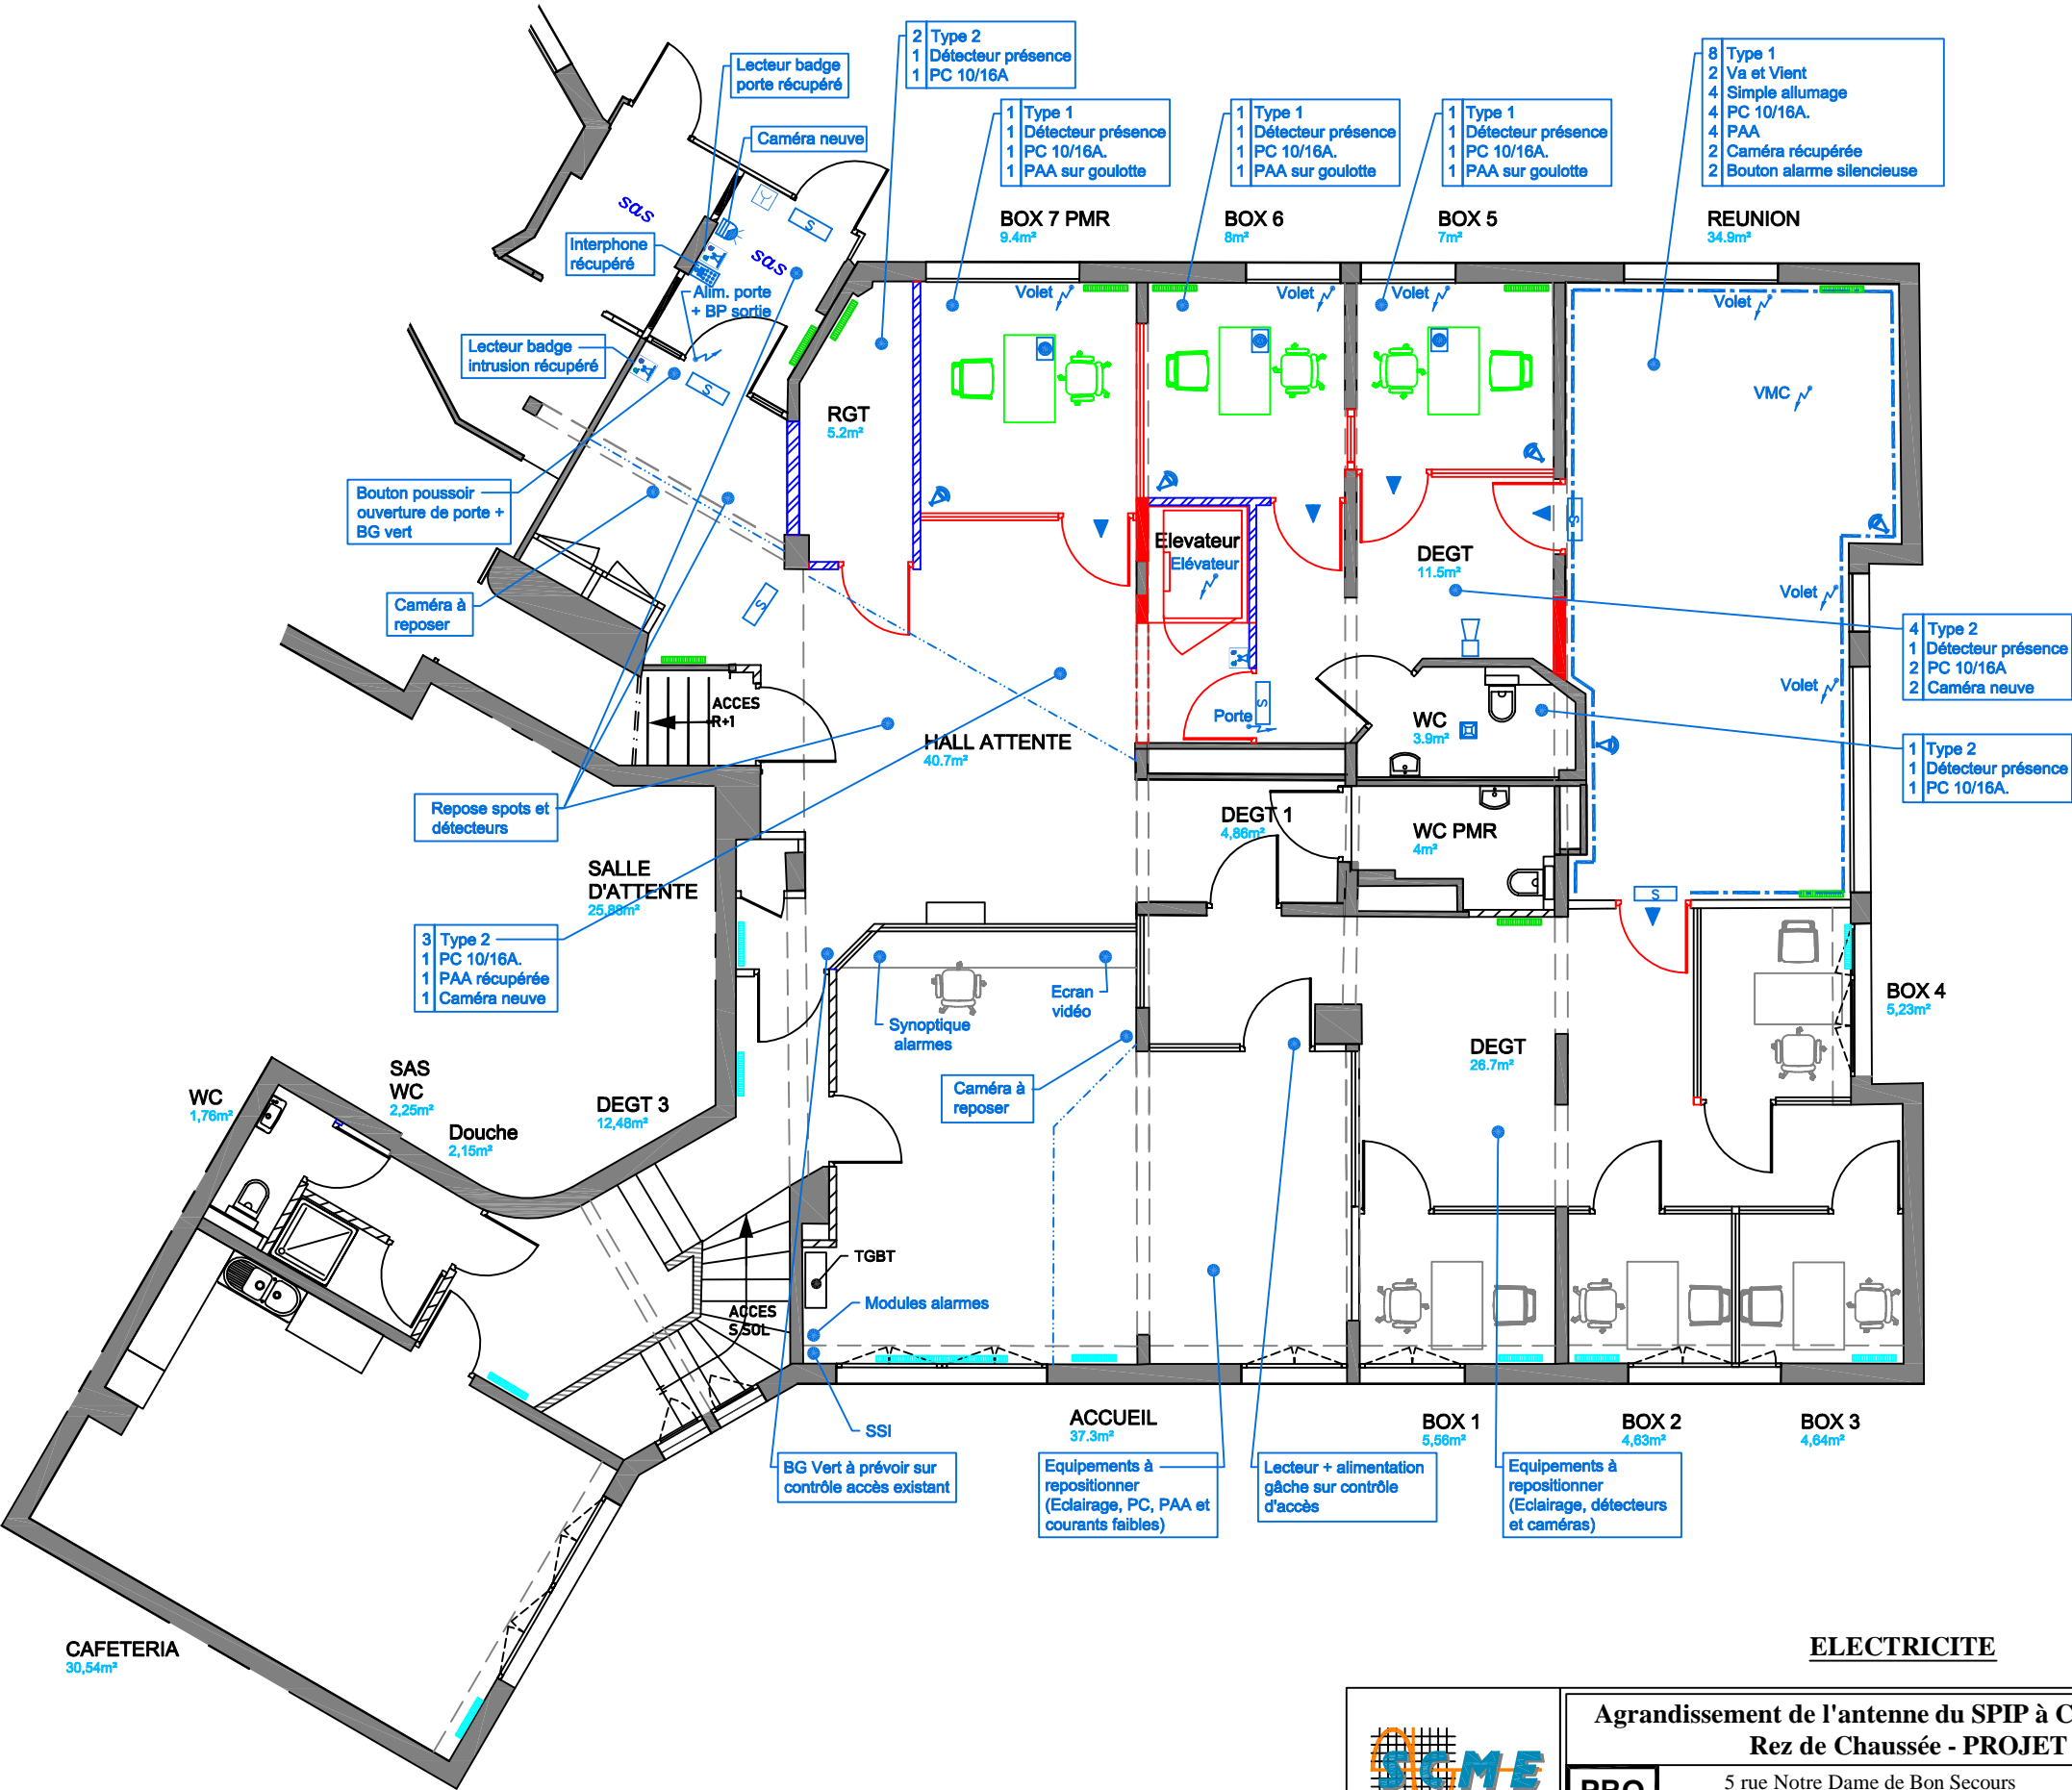 2 Type 2
1 Détecteur présence
1 PC 10/16A
Lecteur badge
porte récupéré
Caméra neuve
1 Type 1
1 Détecteur présence
1 PC 10/16A.
1 PAA sur goulotte
1 Type 1
1 Détecteur présence
1 PC 10/16A.
1 PAA sur goulotte
1 Type 1
1 Détecteur présence
1 PC 10/16A.
1 PAA sur goulotte
8 Type 1
2 Va et Vient
4 Simple allumage
4 PC 10/16A.
4 PAA
2 Caméra récupérée
2 Bouton alarme silencieuse
BOX 7 PMR
9.4m²
BOX 6
8m²
BOX 5
7m²
REUNION
34.9m²
sas
sas
S
Interphone
récupéré
Alim. porte
+ BP sortie
Volet
Volet
Volet
Volet
Lecteur badge
intrusion récupéré
S
VMC
RGT
5.2m²
Bouton poussoir
ouverture de porte +
BG vert
S
Elevateur
Elévateur
DEGT
11.5m²
Caméra à
reposer
S
Volet
4 Type 2
1 Détecteur présence
2 PC 10/16A
2 Caméra neuve
Volet
ACCES
R+1
S
Porte
WC
3.9m²
HALL ATTENTE
40.7m²
1 Type 2
1 Détecteur présence
1 PC 10/16A.
Repose spots et
détecteurs
DEGT 1
4,86m²
WC PMR
4m²
SALLE
D'ATTENTE
25,88m²
S
3 Type 2
1 PC 10/16A.
1 PAA récupérée
1 Caméra neuve
Ecran
vidéo
Synoptique
alarmes
BOX 4
5,23m²
DEGT
26.7m²
Caméra à
reposer
WC
1,76m²
SAS
WC
2,25m²
Douche
2,15m²
DEGT 3
12,48m²
TGBT
Modules alarmes
ACCES
S.SOL
SSI
ACCUEIL
37.3m²
BOX 1
5,56m²
BOX 2
4,63m²
BOX 3
4,64m²
BG Vert à prévoir sur
contrôle accès existant
Equipements à
repositionner
(Eclairage, PC, PAA et
courants faibles)
Lecteur + alimentation
gâche sur contrôle
d'accès
Equipements à
repositionner
(Eclairage, détecteurs
et caméras)
CAFETERIA
30,54m²
ELECTRICITE
Agrandissement de l'antenne du SPIP à C
Rez de Chaussée - PROJET
SGME
PRO
5 rue Notre Dame de Bon Secours